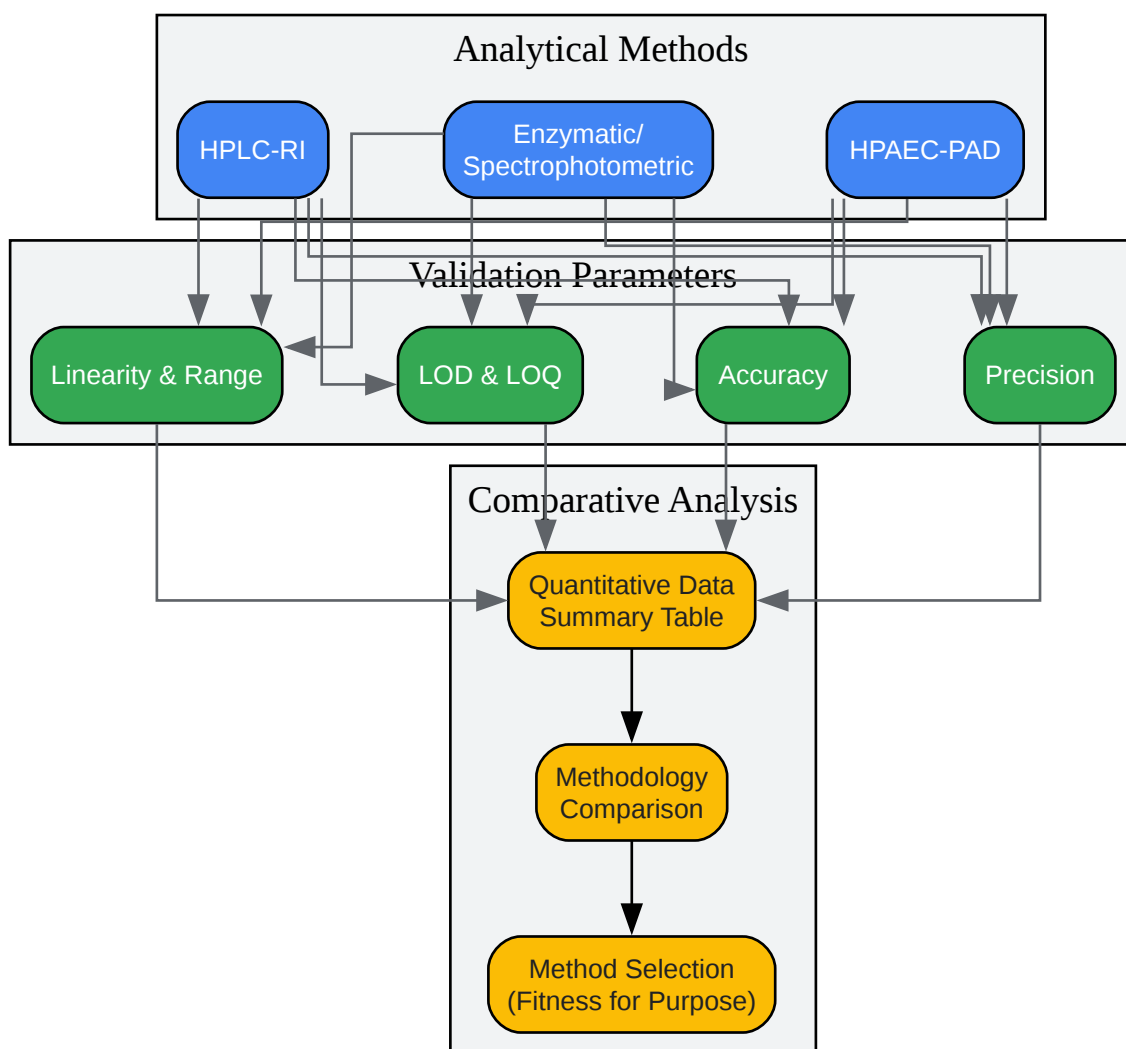 Analytical Methods
HPLC-RI
Enzymatic/
Spectrophotometric
HPAEC-PAD
Validation Parameters
Linearity & Range
LOD & LOQ
Accuracy
Precision
Comparative Analysis
Quantitative Data
Summary Table
Methodology
Comparison
Method Selection
(Fitness for Purpose)